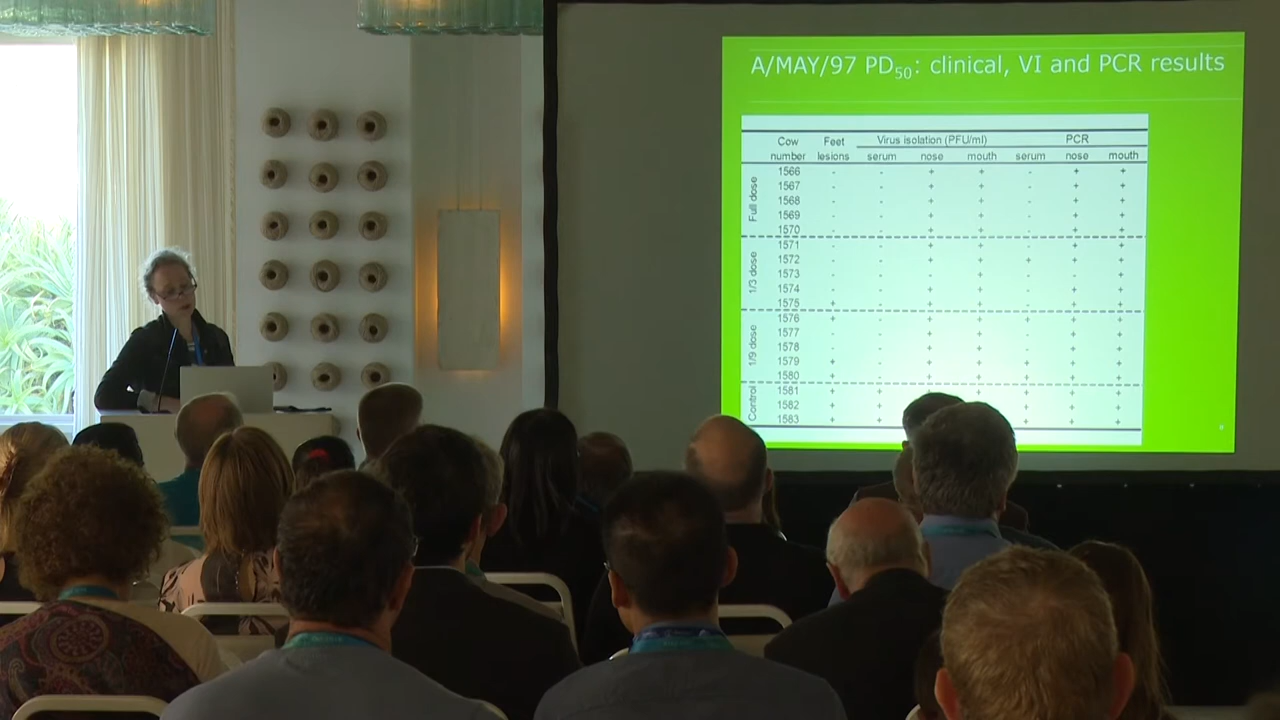 A/MAY/97 PD50: clinical, VI and PCR results
Cow Feet Virus isolation (PFU/ml) PCR
number lesions serum nose mouth serum nose mouth
Full dose
1566 - - + + - + +
1567 - - + + - + +
1568 - - + + - + +
1569 - - + + - + +
1570 - - + + - + +
1/3 dose
1571 - - + + - + +
1572 - - + + + + +
1573 - - - + - - +
1574 - - + + - + +
1575 + - + + - + +
1/9 dose
1576 + - + + + + +
1577 - - + + - + +
1578 - - + + - + +
1579 + - + + - + +
1580 + - + + - + +
Control
1581 + + + + + + +
1582 + + + + +
1583 + + + + +